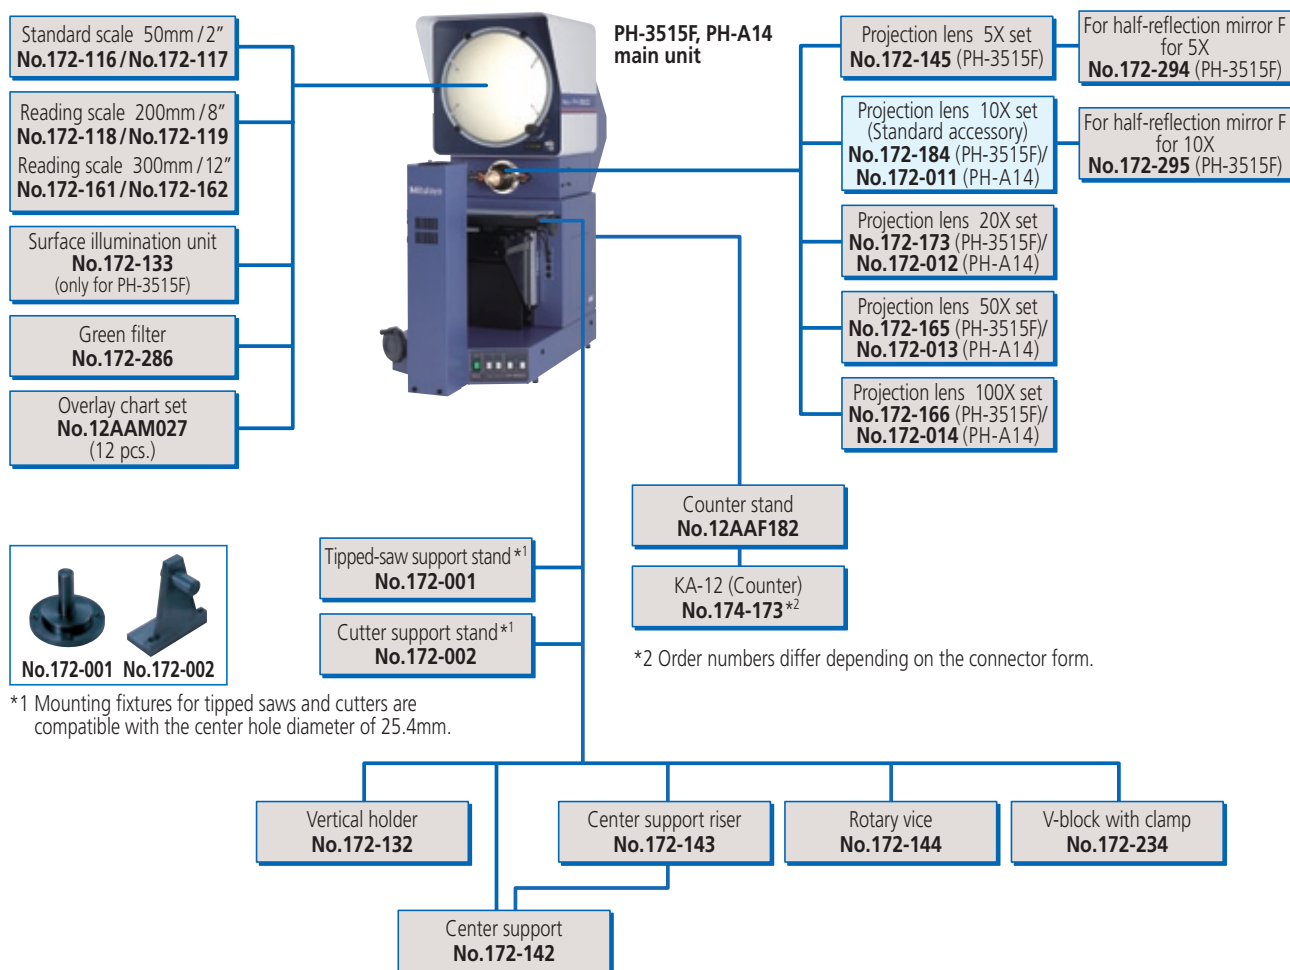 Standard scale 50mm / 2"
No.172-116 / No.172-117
Reading scale 200mm / 8"
No.172-118 / No.172-119
Reading scale 300mm / 12"
No.172-161 / No.172-162
Surface illumination unit
No.172-133
(only for PH-3515F)
Green filter
No.172-286
Overlay chart set
No.12AAM027
(12 pcs.)
PH-3515F, PH-A14
main unit
Mitutoyo
Projection lens 5X set
No.172-145 (PH-3515F)
For half-reflection mirror F
for 5X
No.172-294 (PH-3515F)
Projection lens 10X set
(Standard accessory)
No.172-184 (PH-3515F)/
No.172-011 (PH-A14)
For half-reflection mirror F
for 10X
No.172-295 (PH-3515F)
Projection lens 20X set
No.172-173 (PH-3515F)/
No.172-012 (PH-A14)
Projection lens 50X set
No.172-165 (PH-3515F)/
No.172-013 (PH-A14)
Projection lens 100X set
No.172-166 (PH-3515F)/
No.172-014 (PH-A14)
Counter stand
No.12AAF182
KA-12 (Counter)
No.174-173*2
*2 Order numbers differ depending on the connector form.
Tipped-saw support stand*1
No.172-001
Cutter support stand*1
No.172-002
No.172-001 No.172-002
*1 Mounting fixtures for tipped saws and cutters are
compatible with the center hole diameter of 25.4mm.
Vertical holder
No.172-132
Center support riser
No.172-143
Rotary vice
No.172-144
V-block with clamp
No.172-234
Center support
No.172-142